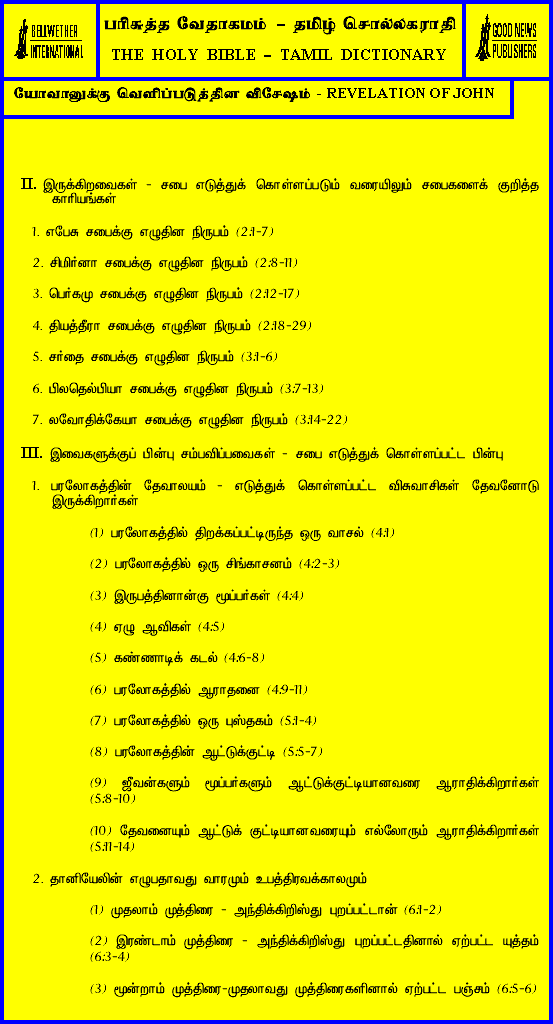 BELLWETHER
INTERNATIONAL
பரிசுத்த வேதாகமம் - தமிழ் சொல்லகராதி
THE HOLY BIBLE - TAMIL DICTIONARY
GOOD NEWS
PUBLISHERS
யோவானுக்கு வெளிப்படுத்தின விசேஷம் - REVELATION OF JOHN
II. இருக்கிறவைகள் - சபை எடுத்துக் கொள்ளப்படும் வரையிலும் சபைகளைக் குறித்த
காரியங்கள்
1. எபேசு சபைக்கு எழுதின நிருபம் (2:1-7)
2. சிமிர்னா சபைக்கு எழுதின நிருபம் (2:8-11)
3. பெர்கமு சபைக்கு எழுதின நிருபம் (2:12-17)
4. தியத்தீரா சபைக்கு எழுதின நிருபம் (2:18-29)
5. சர்தை சபைக்கு எழுதின நிருபம் (3:1-6)
6. பிலதெல்பியா சபைக்கு எழுதின நிருபம் (3:7-13)
7. லவோதிக்கேயா சபைக்கு எழுதின நிருபம் (3:14-22)
III. இவைகளுக்குப் பின்பு சம்பவிப்பவைகள் - சபை எடுத்துக் கொள்ளப்பட்ட பின்பு
1. பரலோகத்தின் தேவாலயம் - எடுத்துக் கொள்ளப்பட்ட விசுவாசிகள் தேவனோடு
இருக்கிறார்கள்
(1) பரலோகத்தில் திறக்கப்பட்டிருந்த ஒரு வாசல் (4:1)
(2) பரலோகத்தில் ஒரு சிங்காசனம் (4:2-3)
(3) இருபத்தினான்கு மூப்பர்கள் (4:4)
(4) ஏழு ஆவிகள் (4:5)
(5) கண்ணாடிக் கடல் (4:6-8)
(6) பரலோகத்தில் ஆராதனை (4:9-11)
(7) பரலோகத்தில் ஒரு புஸ்தகம் (5:1-4)
(8) பரலோகத்தின் ஆட்டுக்குட்டி (5:5-7)
(9) ஜீவன்களும் மூப்பர்களும் ஆட்டுக்குட்டியானவரை ஆராதிக்கிறார்கள்
(5:8-10)
(10) தேவனையும் ஆட்டுக் குட்டியானவரையும் எல்லோரும் ஆராதிக்கிறார்கள்
(5:11-14)
2. தானியேலின் எழுபதாவது வாரமும் உபத்திரவக்காலமும்
(1) முதலாம் முத்திரை - அந்திக்கிறிஸ்து புறப்பட்டான் (6:1-2)
(2) இரண்டாம் முத்திரை - அந்திக்கிறிஸ்து புறப்பட்டதினால் ஏற்பட்ட யுத்தம்
(6:3-4)
(3) மூன்றாம் முத்திரை-முதலாவது முத்திரைகளினால் ஏற்பட்ட பஞ்சம் (6:5-6)